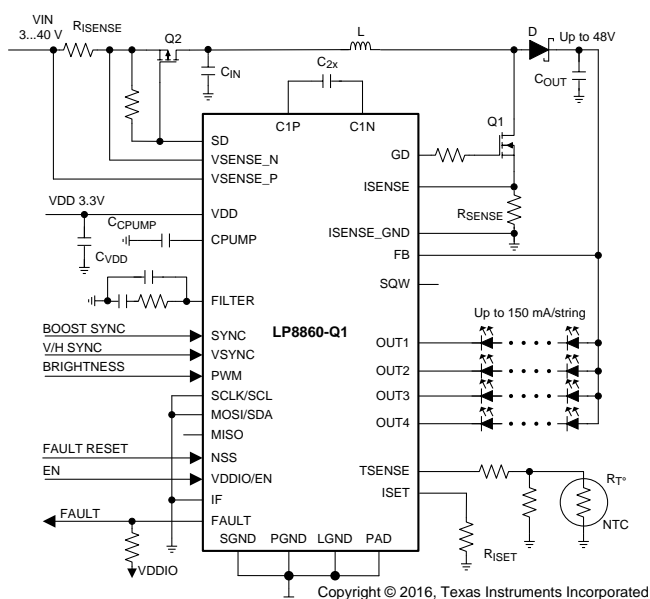 VIN
3...40 V
RISENSE
Q2
L
D
Up to 48V
CIN
C2x
COUT
C1P
C1N
Q1
SD
GD
VSENSE_N
VSENSE_P
ISENSE
VDD 3.3V
VDD
RSENSE
CCPUMP
CPUMP
ISENSE_GND
CVDD
FB
SQW
FILTER
LP8860-Q1
Up to 150 mA/string
BOOST SYNC
SYNC
V/H SYNC
VSYNC
OUT1
BRIGHTNESS
PWM
OUT2
SCLK/SCL
OUT3
MOSI/SDA
OUT4
MISO
FAULT RESET
NSS
TSENSE
EN
VDDIO/EN
RT°
ISET
IF
NTC
FAULT
FAULT
RISET
SGND
PGND
LGND
PAD
VDDIO
Copyright © 2016, Texas Instruments Incorporated